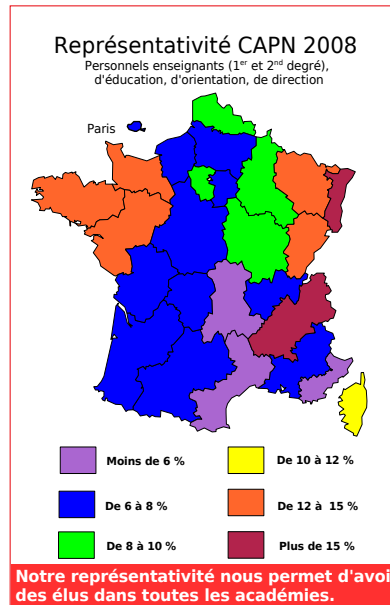 Représentativité CAPN 2008
Personnels enseignants (1er et 2nd degré),
d'éducation, d'orientation, de direction
Paris
Moins de 6 %
De 10 à 12 %
De 6 à 8 %
De 12 à 15 %
De 8 à 10 %
Plus de 15 %
Notre représentativité nous permet d'avoi
des élus dans toutes les académies.